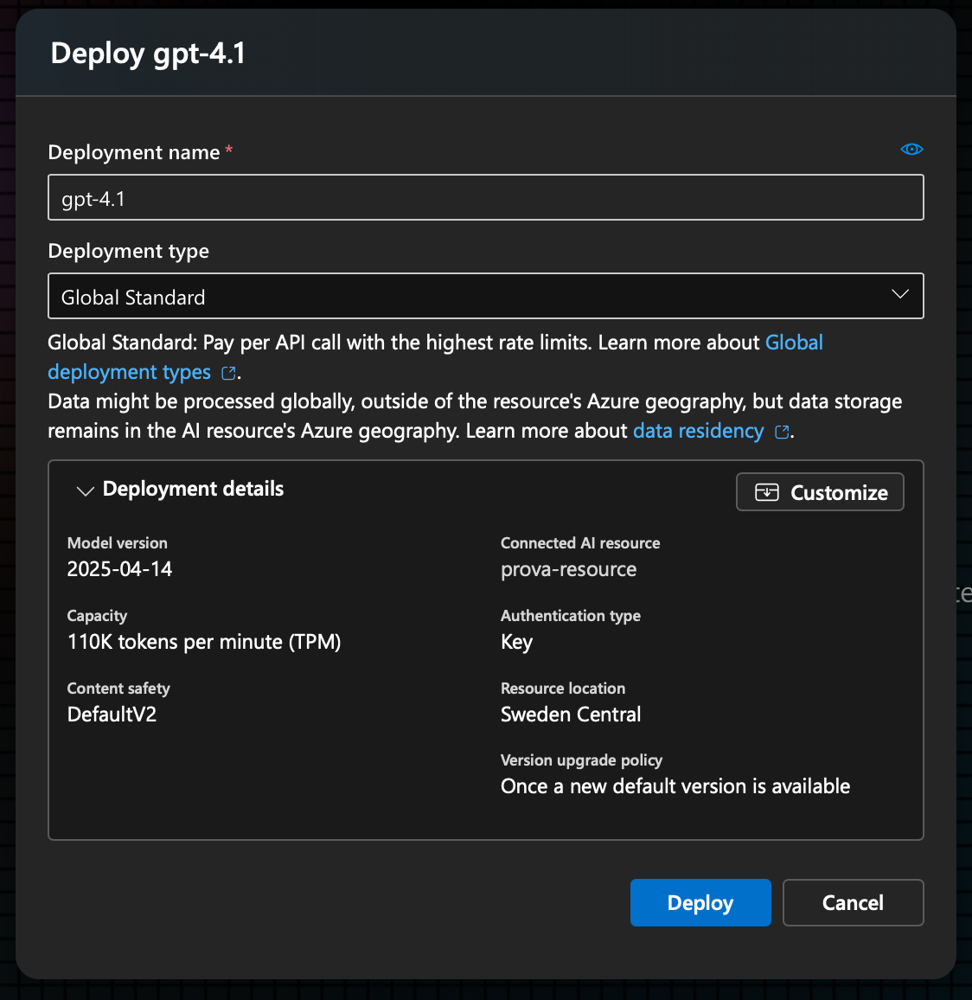 Deploy gpt-4.1
Deployment name *
gpt-4.1
Deployment type
Global Standard
Global Standard: Pay per API call with the highest rate limits. Learn more about Global
deployment types .
Data might be processed globally, outside of the resource's Azure geography, but data storage
remains in the AI resource's Azure geography. Learn more about data residency .
Deployment details
Customize
Model version
2025-04-14
Connected AI resource
prova-resource
Capacity
110K tokens per minute (TPM)
Authentication type
Key
Content safety
DefaultV2
Resource location
Sweden Central
Version upgrade policy
Once a new default version is available
Deploy
Cancel